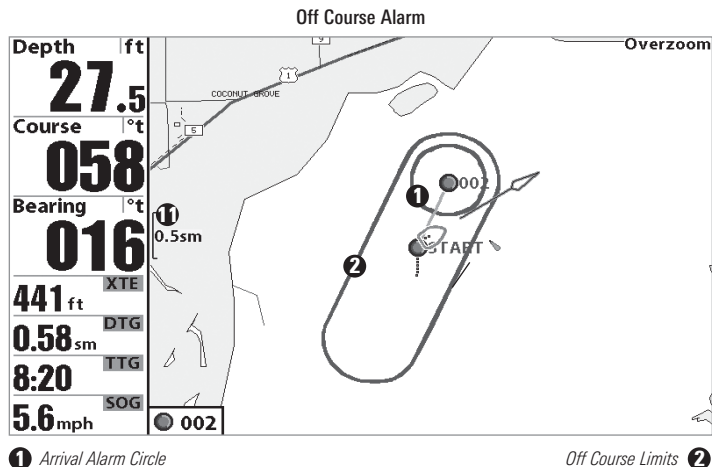 Off Course Alarm
Depth ft
27.5
Course °t
058
Bearing °t
016
XTE
441 ft
DTG
0.58 sm
TTG
8:20
SOG
5.6 mph
Overzoom
9
1
COCONUT GROVE
5
11
0.5sm
1
002
START
2
002
1 Arrival Alarm Circle
Off Course Limits 2